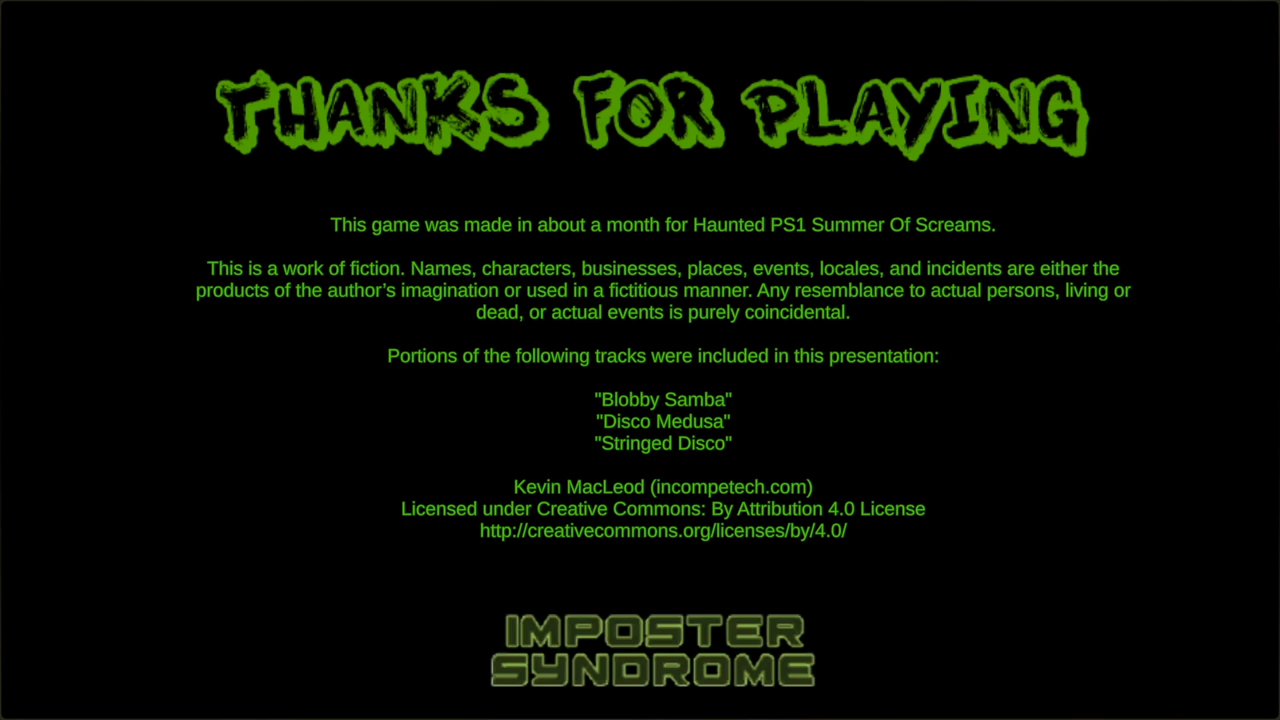 THANKS FOR PLAYING
This game was made in about a month for Haunted PS1 Summer Of Screams.
This is a work of fiction. Names, characters, businesses, places, events, locales, and incidents are either the
products of the author’s imagination or used in a fictitious manner. Any resemblance to actual persons, living or
dead, or actual events is purely coincidental.
Portions of the following tracks were included in this presentation:
"Blobby Samba"
"Disco Medusa"
"Stringed Disco"
Kevin MacLeod (incompetech.com)
Licensed under Creative Commons: By Attribution 4.0 License
http://creativecommons.org/licenses/by/4.0/
IMPOSTER
SYNDROME